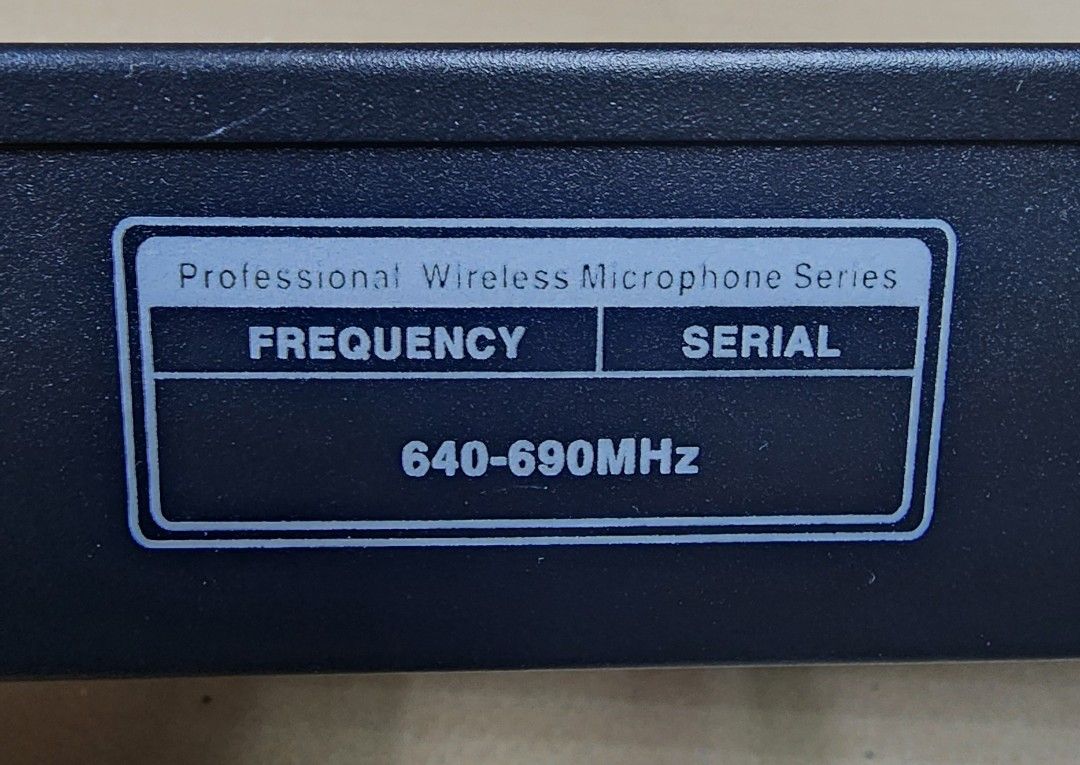 Professional Wireless Microphone Series
FREQUENCY SERIAL
640-690MHz